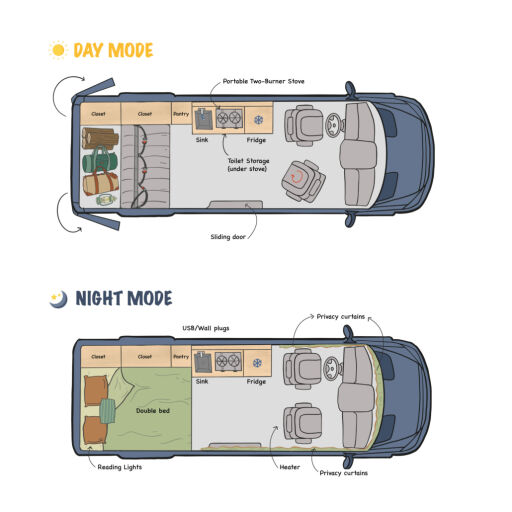 DAY MODE
Portable Two-Burner Stove
Closet
Closet
Pantry
Sink
Fridge
Toilet Storage
(under stove)
Sliding door
NIGHT MODE
Privacy curtains
USB/Wall plugs
Closet
Closet
Pantry
Sink
Fridge
Double bed
Reading Lights
Heater
Privacy curtains